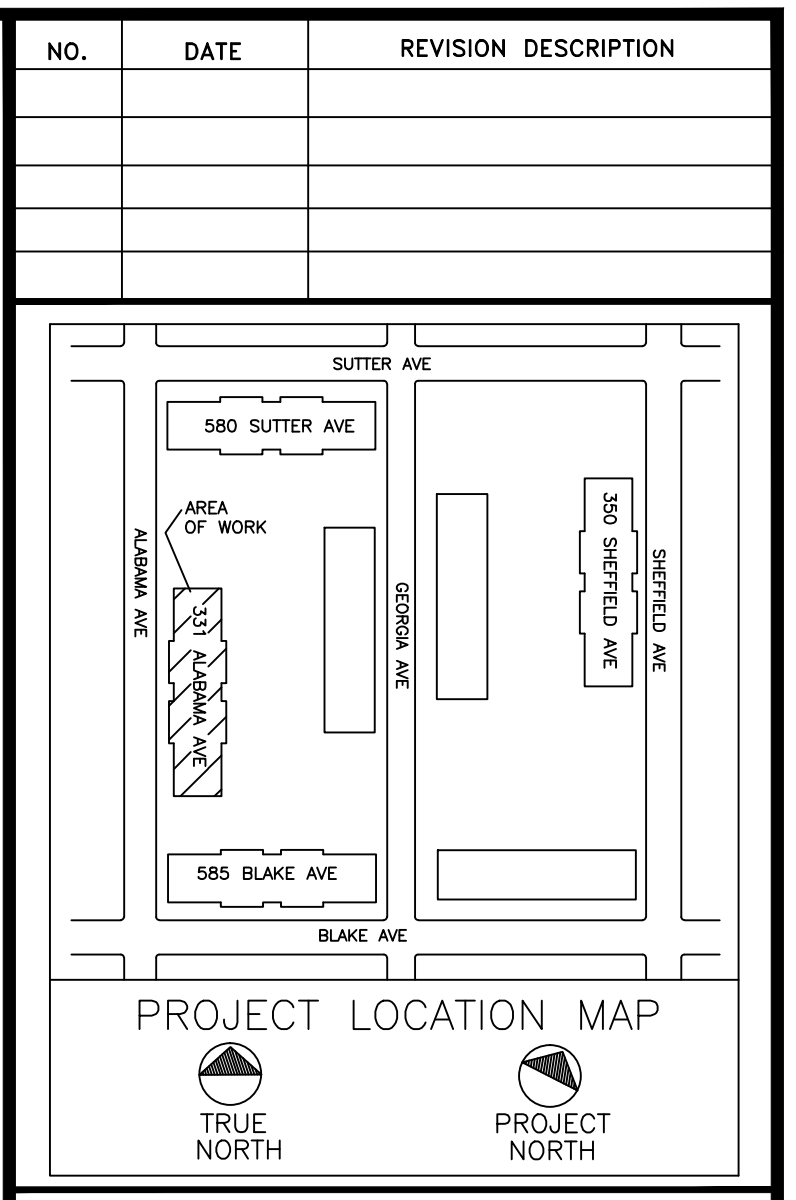 NO. DATE REVISION DESCRIPTION
SUTTER AVE
580 SUTTER AVE
AREA
OF WORK
ALABAMA AVE
331 ALABAMA AVE
GEORGIA AVE
350 SHEFFIELD AVE
SHEFFIELD AVE
585 BLAKE AVE
BLAKE AVE
PROJECT LOCATION MAP
TRUE
NORTH
PROJECT
NORTH